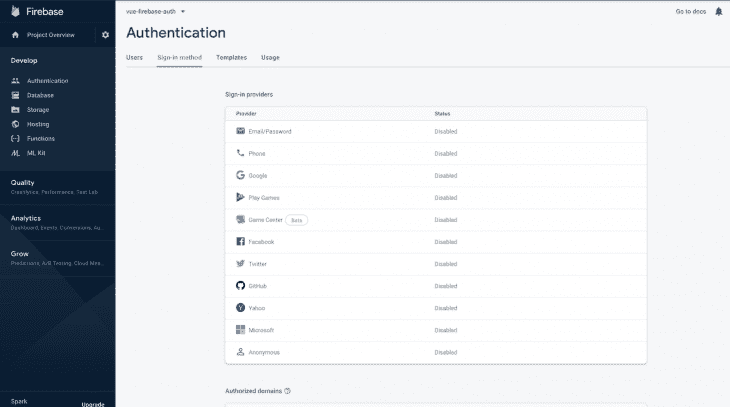 Firebase
vue-firebase-auth
Go to docs
Project Overview
Authentication
Develop
Users Sign-in method Templates Usage
Authentication
Database
Storage
Hosting
Functions
ML Kit
Quality
Crashlytics, Performance, Test Lab
Analytics
Dashboard, Events, Conversions, Au...
Grow
Predictions, A/B Testing, Cloud Mes...
Spark
Upgrade
Sign-in providers
Provider Status
Email/Password Disabled
Phone Disabled
Google Disabled
Play Games Disabled
Game Center Beta Disabled
Facebook Disabled
Twitter Disabled
GitHub Disabled
Yahoo Disabled
Microsoft Disabled
Anonymous Disabled
Authorized domains